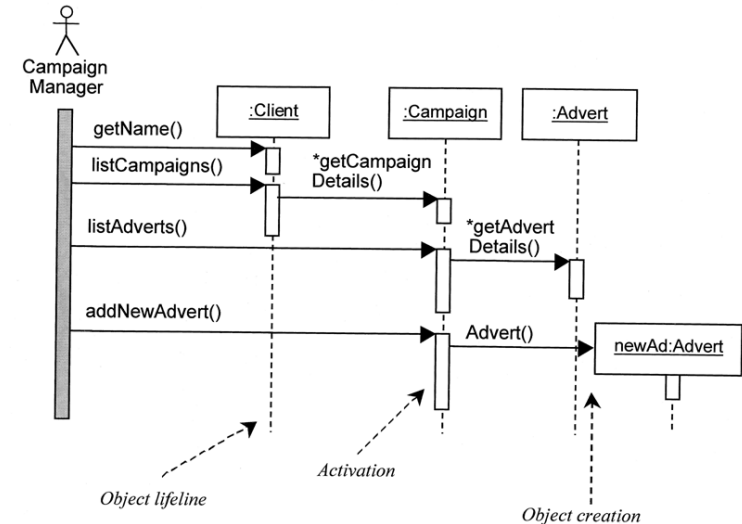 Campaign
Manager
:Client
:Campaign
:Advert
getName()
listCampaigns()
*getCampaign
Details()
listAdverts()
*getAdvert
Details()
addNewAdvert()
Advert()
newAd:Advert
Object lifeline
Activation
Object creation